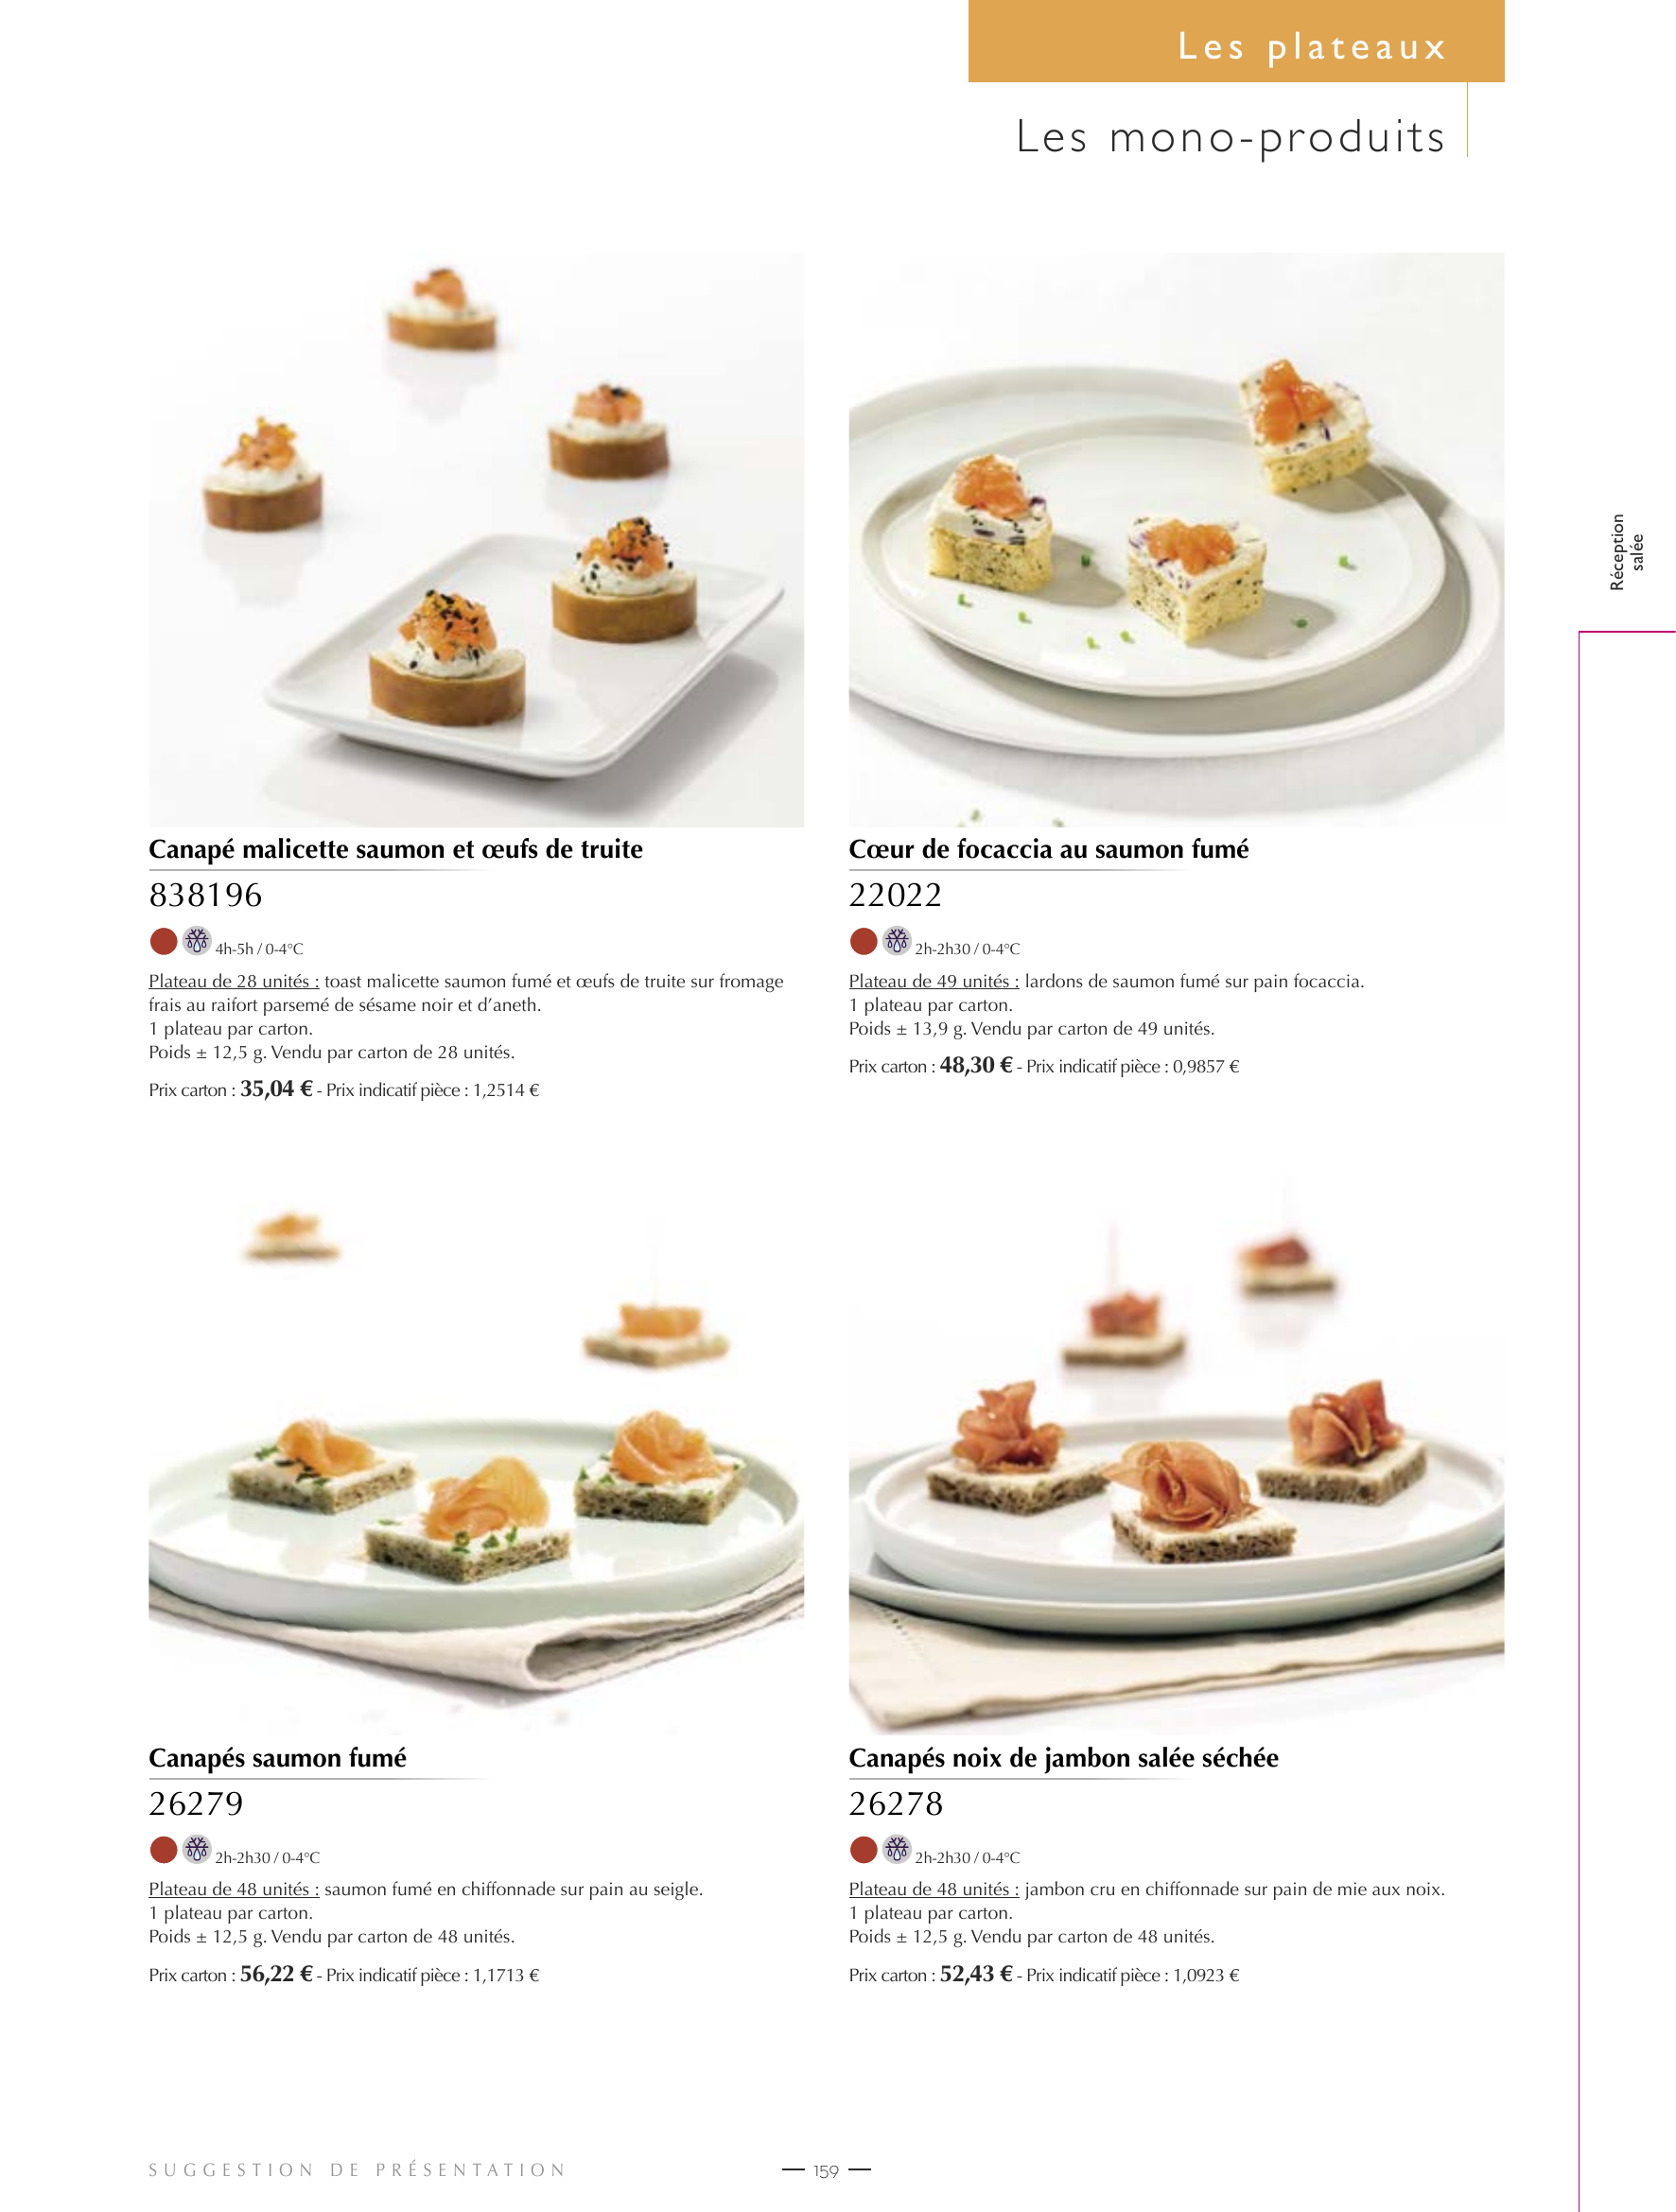 Les plateaux
Les mono-produits
Réception
salée
Canapé malicette saumon et œufs de truite
838196
4h-5h / 0-4°C
Plateau de 28 unités : toast malicette saumon fumé et œufs de truite sur fromage
frais au raifort parsemé de sésame noir et d’aneth.
1 plateau par carton.
Poids ± 12,5 g. Vendu par carton de 28 unités.
Prix carton : 35,04 € - Prix indicatif pièce : 1,2514 €
Cœur de focaccia au saumon fumé
22022
2h-2h30 / 0-4°C
Plateau de 49 unités : lardons de saumon fumé sur pain focaccia.
1 plateau par carton.
Poids ± 13,9 g. Vendu par carton de 49 unités.
Prix carton : 48,30 € - Prix indicatif pièce : 0,9857 €
Canapés saumon fumé
26279
2h-2h30 / 0-4°C
Plateau de 48 unités : saumon fumé en chiffonnade sur pain au seigle.
1 plateau par carton.
Poids ± 12,5 g. Vendu par carton de 48 unités.
Prix carton : 56,22 € - Prix indicatif pièce : 1,1713 €
Canapés noix de jambon salée séchée
26278
2h-2h30 / 0-4°C
Plateau de 48 unités : jambon cru en chiffonnade sur pain de mie aux noix.
1 plateau par carton.
Poids ± 12,5 g. Vendu par carton de 48 unités.
Prix carton : 52,43 € - Prix indicatif pièce : 1,0923 €
SUGGESTION DE PRÉSENTATION
— 159 —